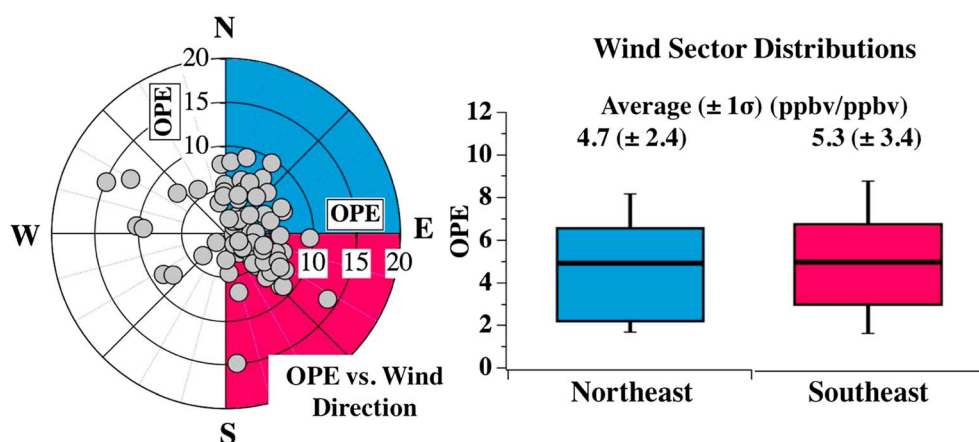 N
20
15
OPE
10
W
OPE
E
10 15 20
OPE vs. Wind
Direction
S
Wind Sector Distributions
Average (± 1σ) (ppbv/ppbv)
4.7 (± 2.4) 5.3 (± 3.4)
OPE
12
10
8
6
4
2
0
Northeast Southeast